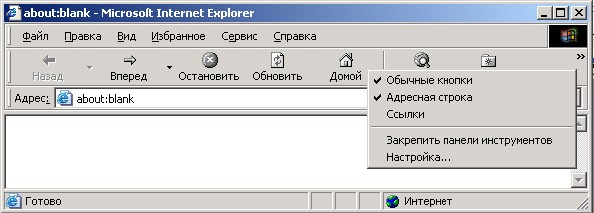 about:blank - Microsoft Internet Explorer
Файл Правка Вид Избранное Сервис Справка
Назад Вперед Остановить Обновить Домой
Обычные кнопки
Адресная строка
Ссылки
Закрепить панели инструментов
Настройка...
Адрес: about:blank
Готово Интернет